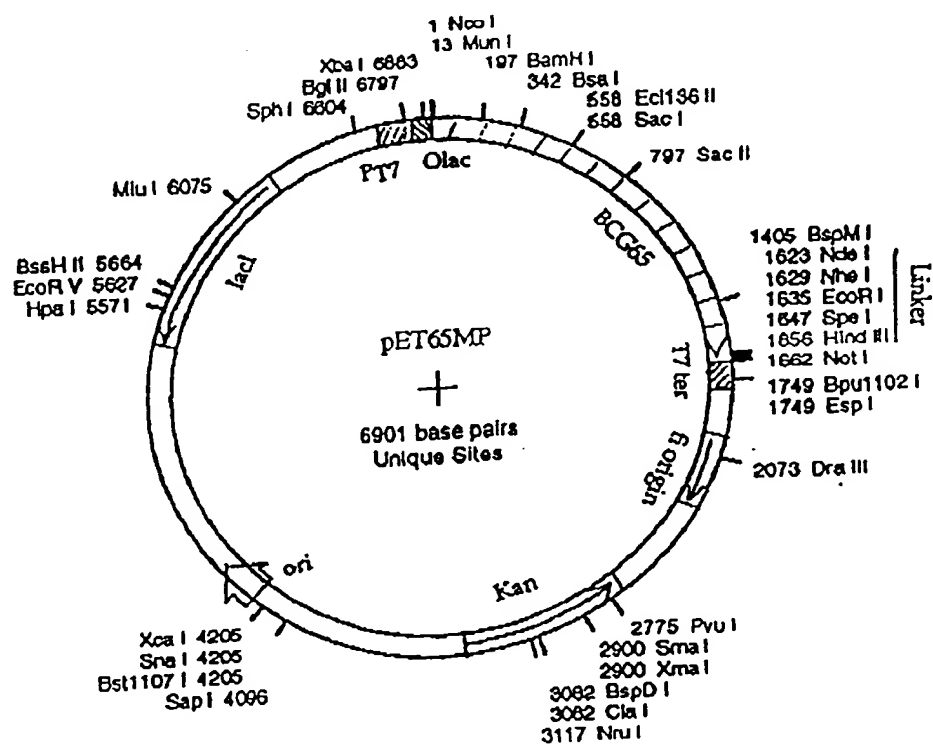 1 Nco I
13 Mun I
197 BamH I
342 Bsa I
558 Ecl136 II
558 Sac I
797 Sac II
1405 BspM I
1623 Nde I
1629 Nhe I
1635 EcoR I
1647 Spe I
1656 Hind III
1662 Not I
Linker
1749 Bpu1102 I
1749 Esp I
2073 Dra III
2775 Pvu I
2900 Sma I
2900 Xma I
3082 BspD I
3082 Cla I
3117 Nru I
Xca I 4205
Sna I 4205
Bst1107 I 4205
Sap I 4096
Hpa I 5571
EcoR V 5627
BssH II 5664
Mlu I 6075
Sph I 6604
Bgl II 6797
Xba I 6863
PT7
Olac
BCG65
T7 ter
f1 origin
Kan
ori
lacI
pET65MP
6901 base pairs
Unique Sites